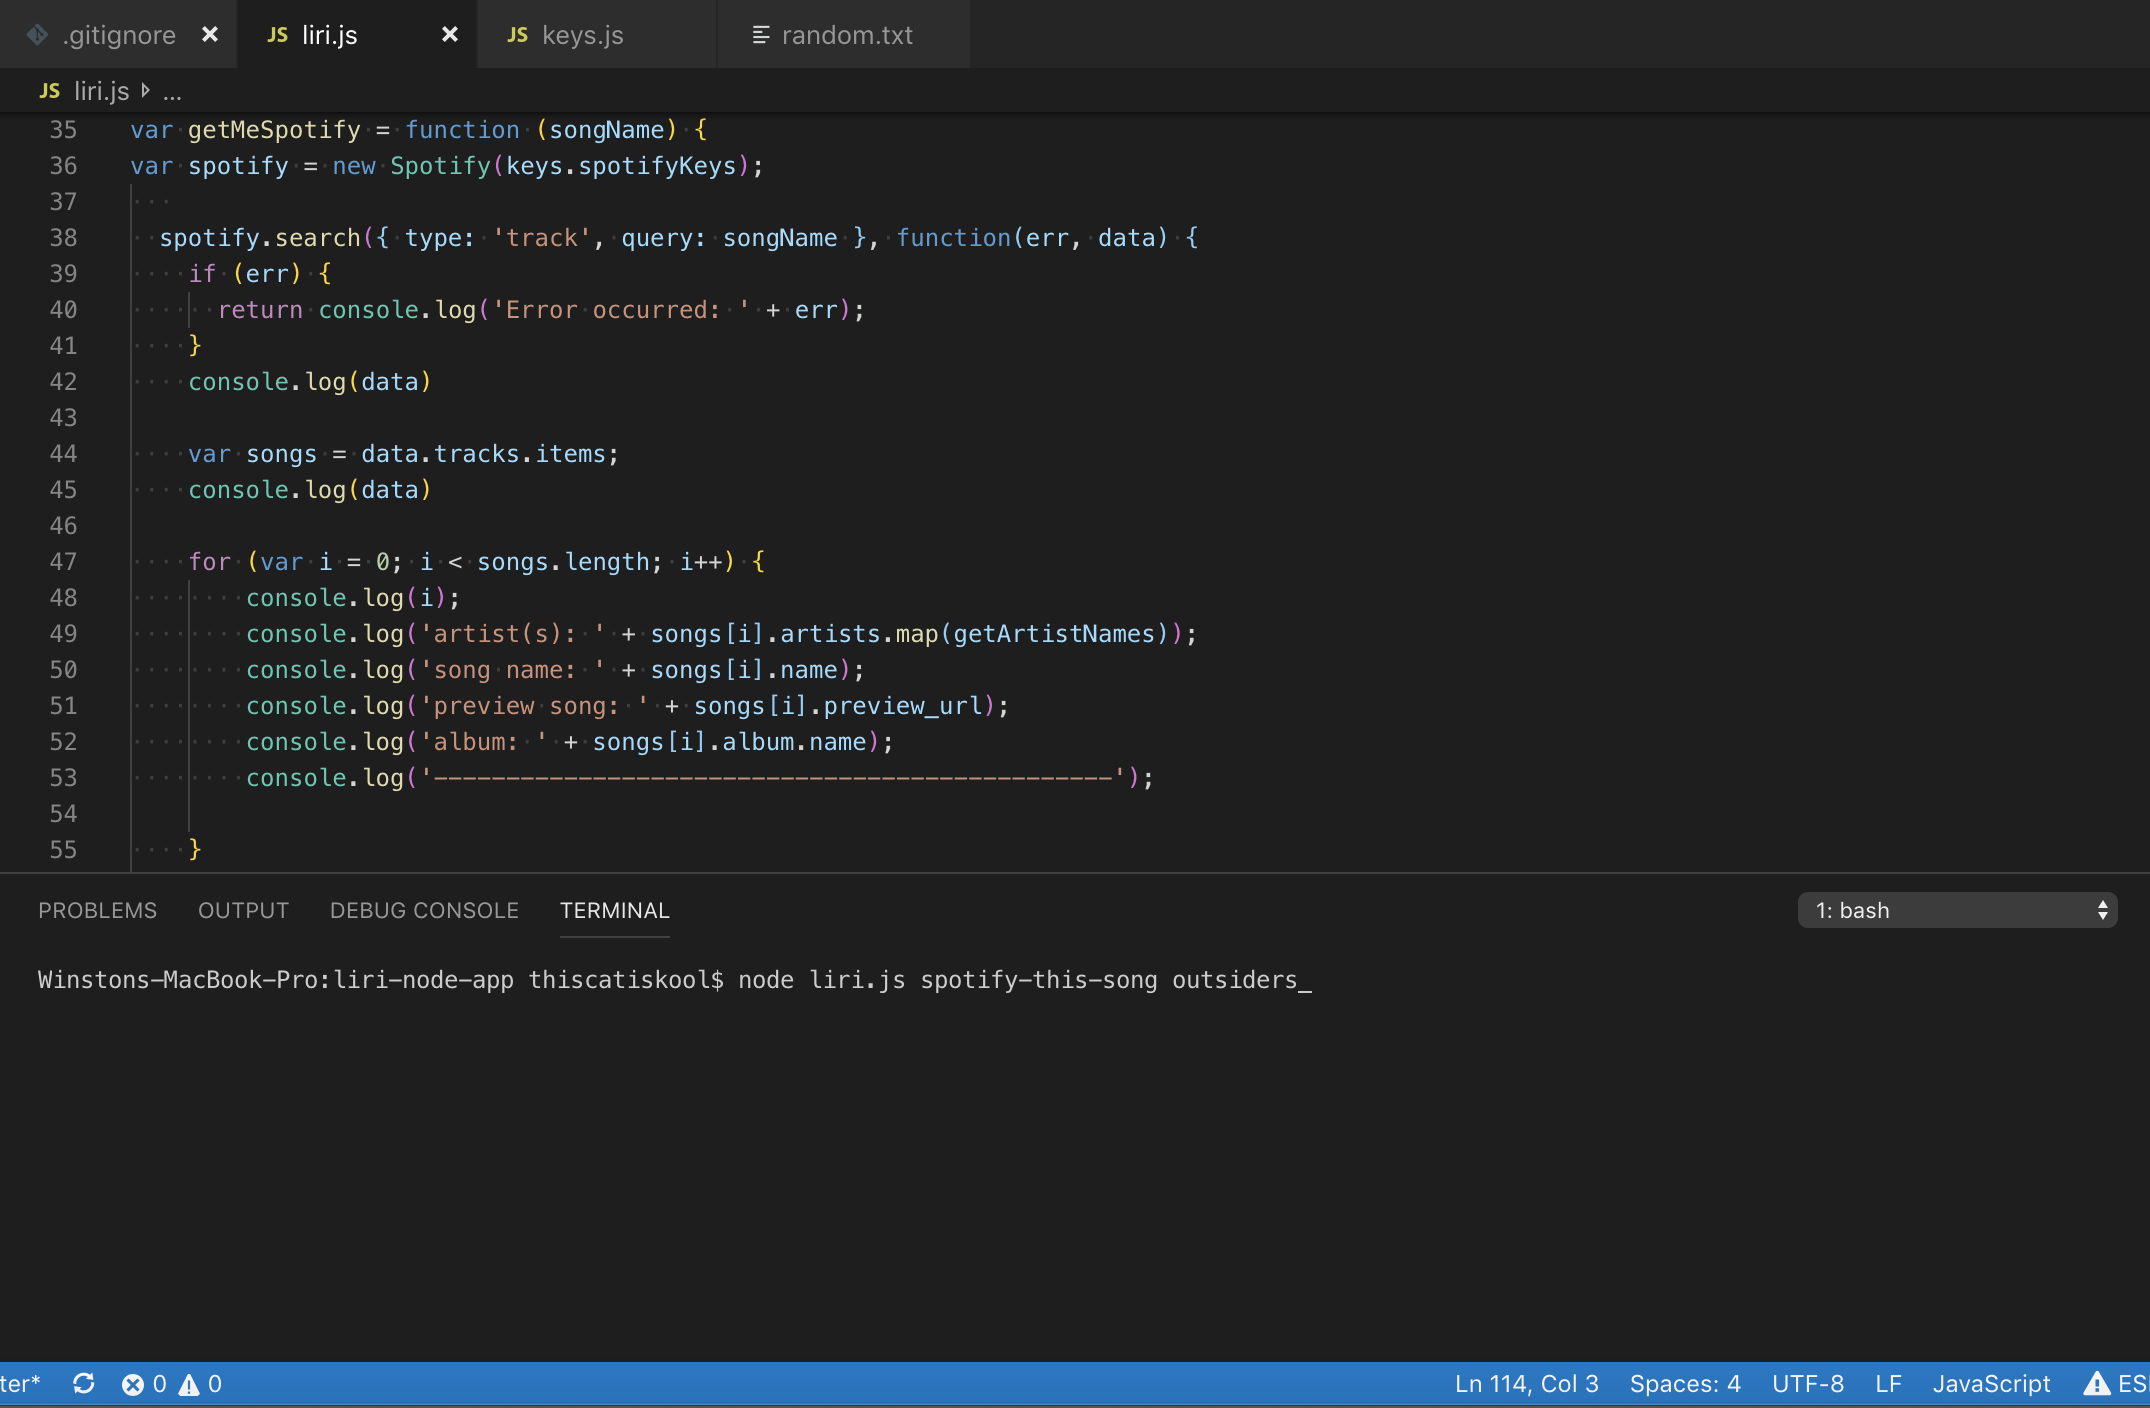 .gitignore × JS liri.js × JS keys.js random.txt
JS liri.js ...
35 var getMeSpotify = function (songName) {
36 var spotify = new Spotify(keys.spotifyKeys);
37
38 spotify.search({ type: 'track', query: songName }, function(err, data) {
39 if (err) {
40 return console.log('Error occurred: ' + err);
41 }
42 console.log(data)
43
44 var songs = data.tracks.items;
45 console.log(data)
46
47 for (var i = 0; i < songs.length; i++) {
48 console.log(i);
49 console.log('artist(s): ' + songs[i].artists.map(getArtistNames));
50 console.log('song name: ' + songs[i].name);
51 console.log('preview song: ' + songs[i].preview_url);
52 console.log('album: ' + songs[i].album.name);
53 console.log('-----------------------------------------------');
54
55 }
PROBLEMS OUTPUT DEBUG CONSOLE TERMINAL 1: bash
Winstons-MacBook-Pro:liri-node-app thiscatiskool$ node liri.js spotify-this-song outsiders_
ter* 0 0 Ln 114, Col 3 Spaces: 4 UTF-8 LF JavaScript ES